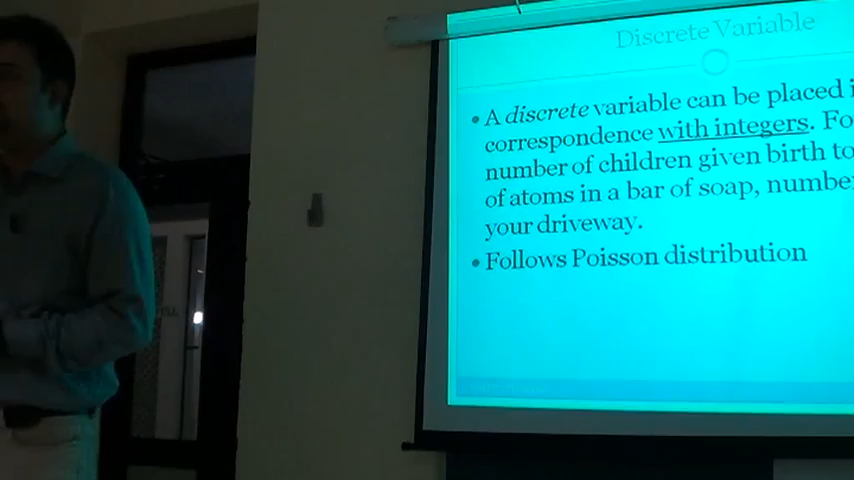 Discrete Variable
• A discrete variable can be placed i
correspondence with integers. Fo
number of children given birth to
of atoms in a bar of soap, number
your driveway.
• Follows Poisson distribution